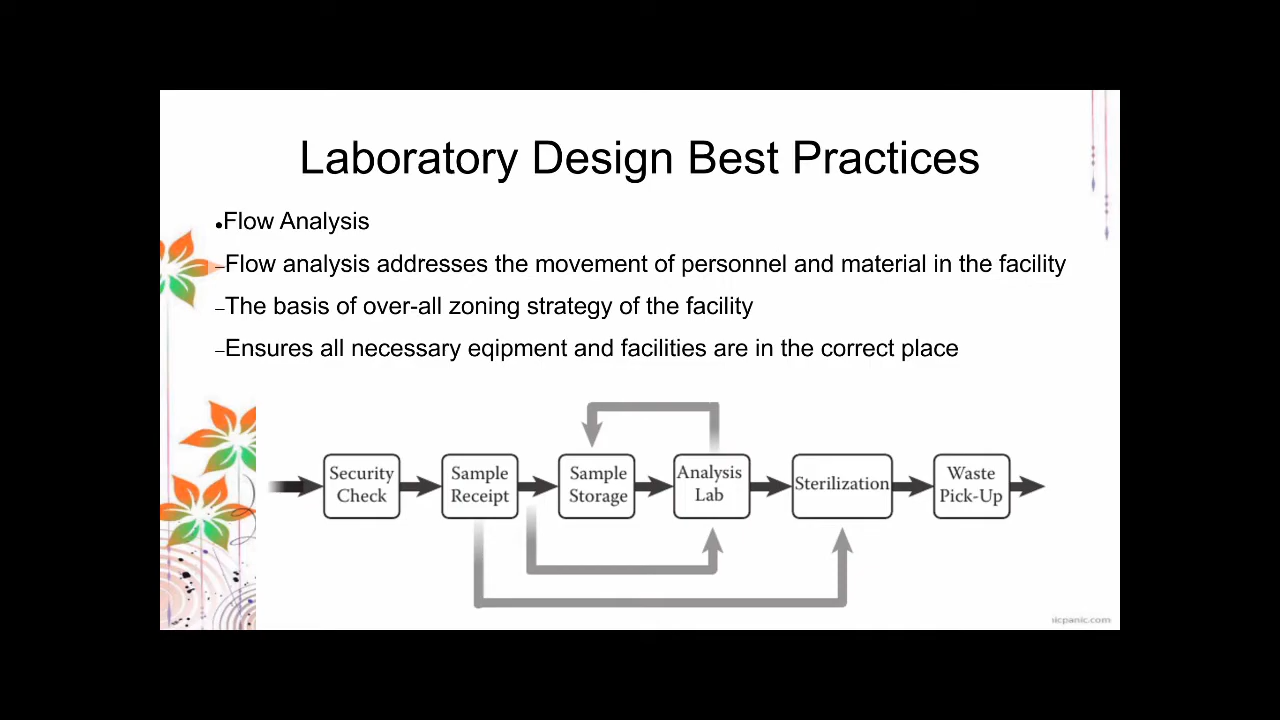 Laboratory Design Best Practices
●Flow Analysis
–Flow analysis addresses the movement of personnel and material in the facility
–The basis of over-all zoning strategy of the facility
–Ensures all necessary eqipment and facilities are in the correct place
Security
Check
Sample
Receipt
Sample
Storage
Analysis
Lab
Sterilization
Waste
Pick-Up